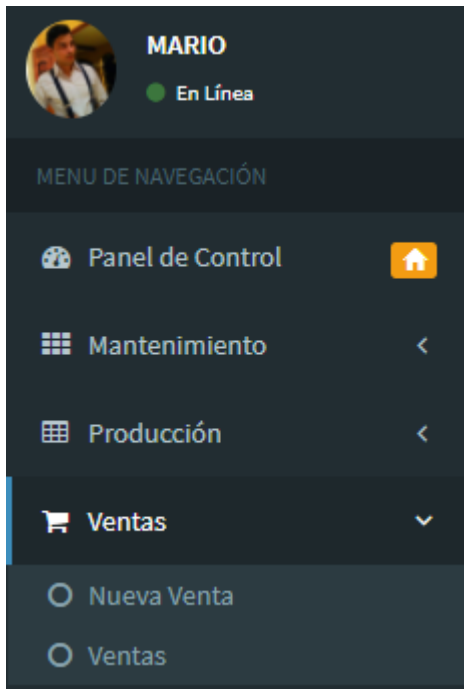 MARIO
En Línea
MENU DE NAVEGACIÓN
Panel de Control
Mantenimiento
Producción
Ventas
Nueva Venta
Ventas